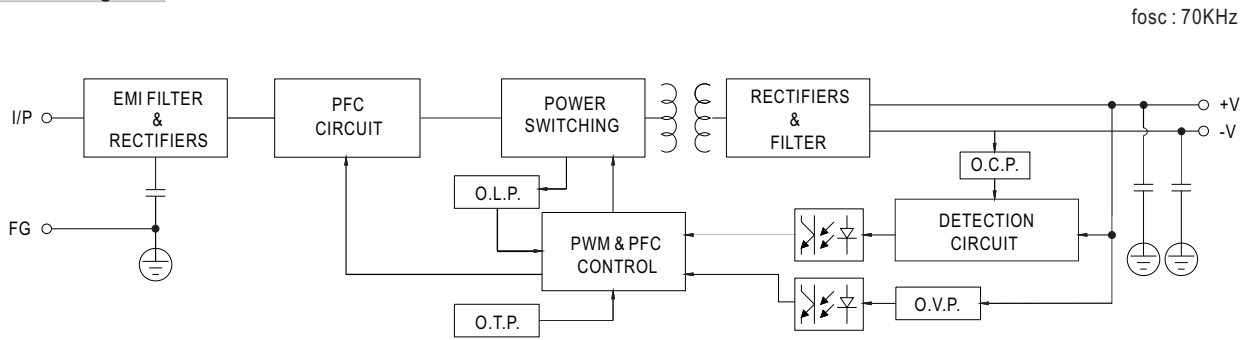 fosc : 70KHz
I/P
EMI FILTER
&
RECTIFIERS
PFC
CIRCUIT
POWER
SWITCHING
RECTIFIERS
&
FILTER
+V
-V
O.C.P.
O.L.P.
FG
PWM & PFC
CONTROL
DETECTION
CIRCUIT
O.T.P.
O.V.P.